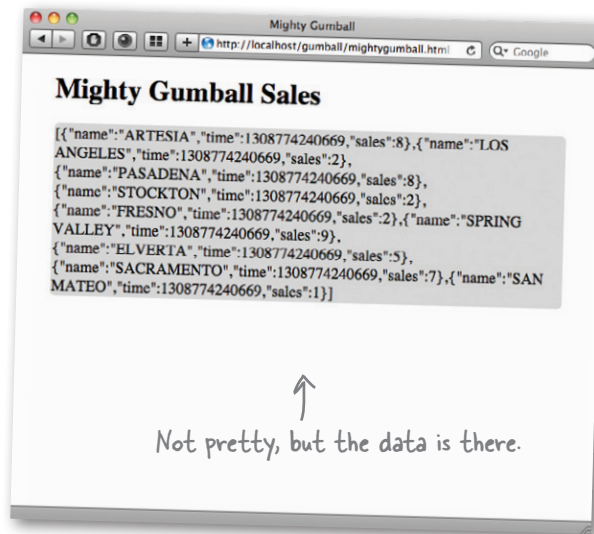 Mighty Gumball
http://localhost/gumball/mightygumball.html
Google
Mighty Gumball Sales
[{"name":"ARTESIA","time":1308774240669,"sales":8},{"name":"LOS
ANGELES","time":1308774240669,"sales":2},
{"name":"PASADENA","time":1308774240669,"sales":8},
{"name":"STOCKTON","time":1308774240669,"sales":2},
{"name":"FRESNO","time":1308774240669,"sales":2},{"name":"SPRING
VALLEY","time":1308774240669,"sales":9},
{"name":"ELVERTA","time":1308774240669,"sales":5},
{"name":"SACRAMENTO","time":1308774240669,"sales":7},{"name":"SAN
MATEO","time":1308774240669,"sales":1}]
Not pretty, but the data is there.